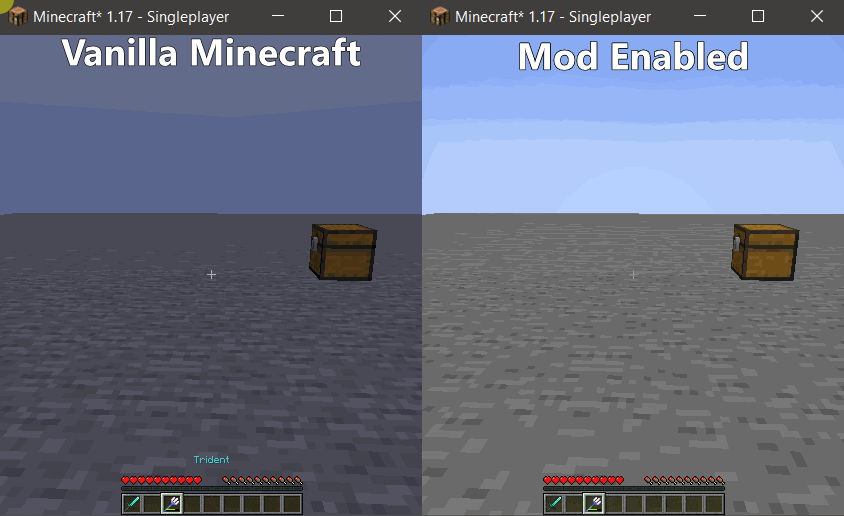 Minecraft* 1.17 - Singleplayer
Vanilla Minecraft
Trident
Minecraft* 1.17 - Singleplayer
Mod Enabled